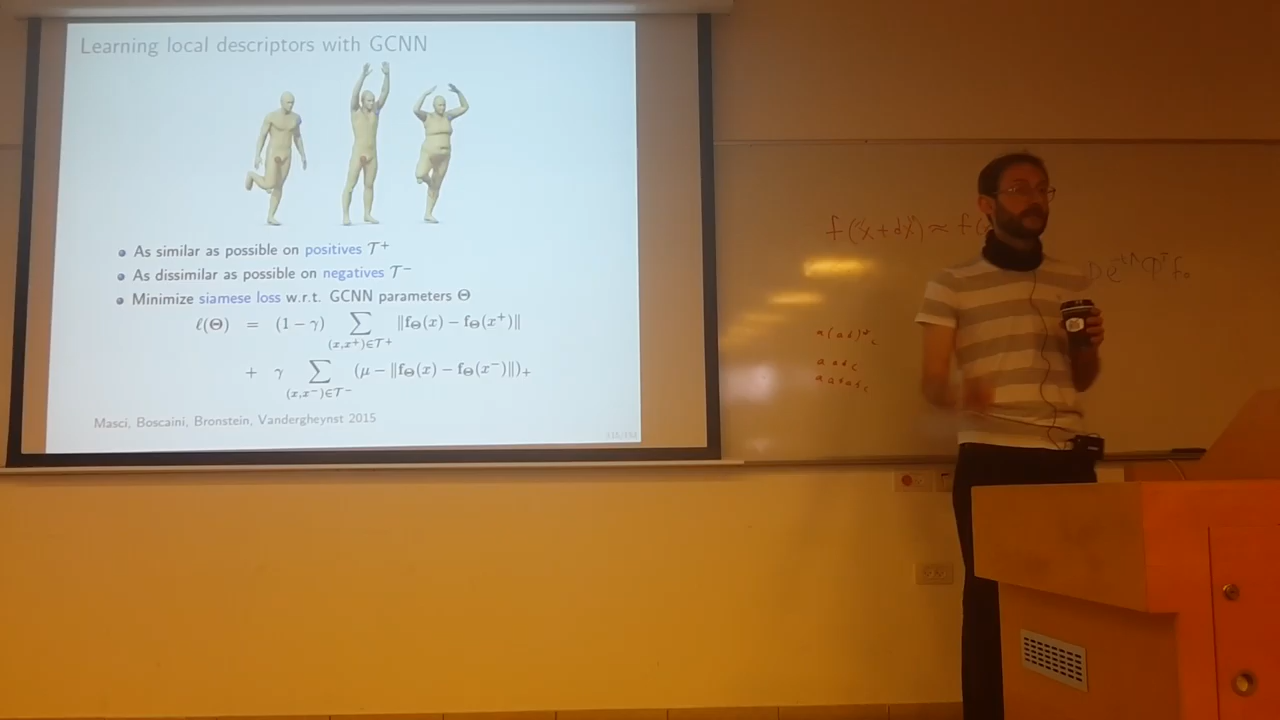 Learning local descriptors with GCNN
• As similar as possible on positives 𝒯⁺
• As dissimilar as possible on negatives 𝒯⁻
• Minimize siamese loss w.r.t. GCNN parameters Θ
ℓ(Θ) = (1−γ) ∑ ‖f_Θ(x) − f_Θ(x⁺)‖
(x,x⁺)∈𝒯⁺
+ γ ∑ (μ − ‖f_Θ(x) − f_Θ(x⁻)‖)₊
(x,x⁻)∈𝒯⁻
Masci, Boscaini, Bronstein, Vandergheynst 2015
f(x+dx) ≈ f(